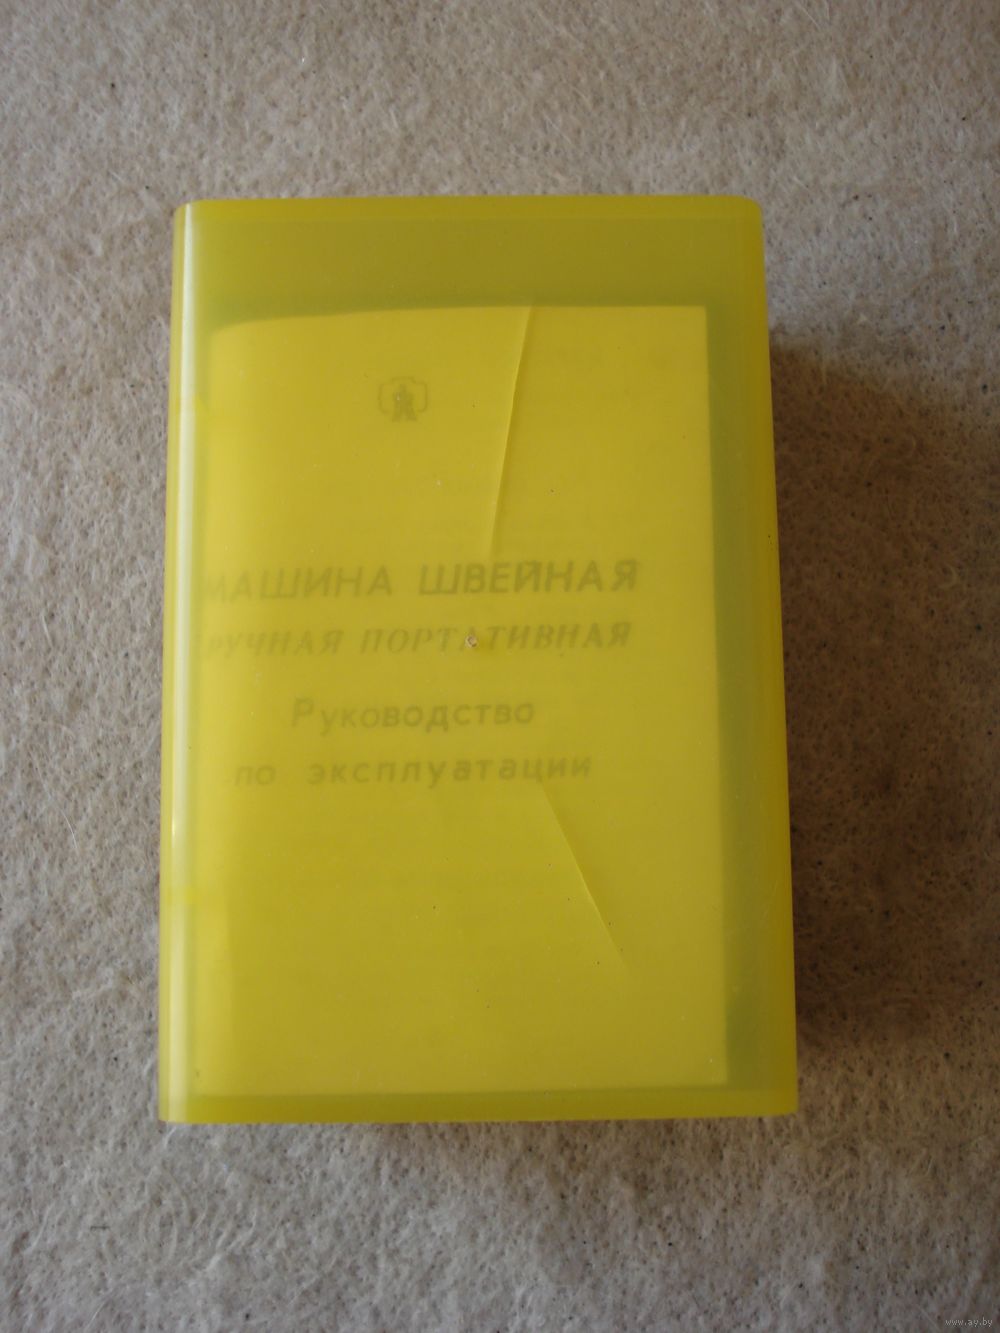 МАШИНА ШВЕЙНАЯ
РУЧНАЯ ПОРТАТИВНАЯ
Руководство
по эксплуатации
www.ay.by